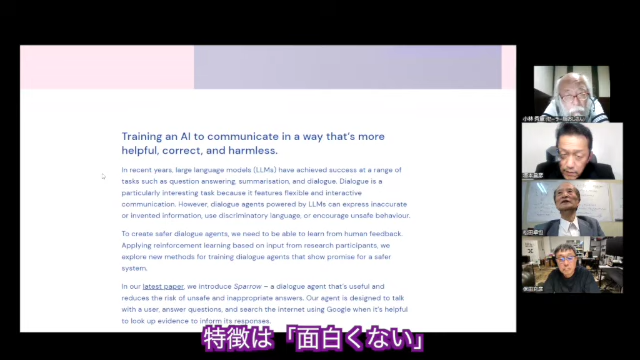 Training an AI to communicate in a way that's more
helpful, correct, and harmless.
In recent years, large language models (LLMs) have achieved success at a range of
tasks such as question answering, summarisation, and dialogue. Dialogue is a
particularly interesting task because it features flexible and interactive
communication. However, dialogue agents powered by LLMs can express inaccurate
or invented information, use discriminatory language, or encourage unsafe behaviour.
To create safer dialogue agents, we need to be able to learn from human feedback.
Applying reinforcement learning based on input from research participants, we
explore new methods for training dialogue agents that show promise for a safer
system.
In our latest paper, we introduce Sparrow – a dialogue agent that's useful and
reduces the risk of unsafe and inappropriate answers. Our agent is designed to talk
with a user, answer questions, and search the internet using Google when it's helpful
to look up evidence to inform its responses.
特徴は「面白くない」